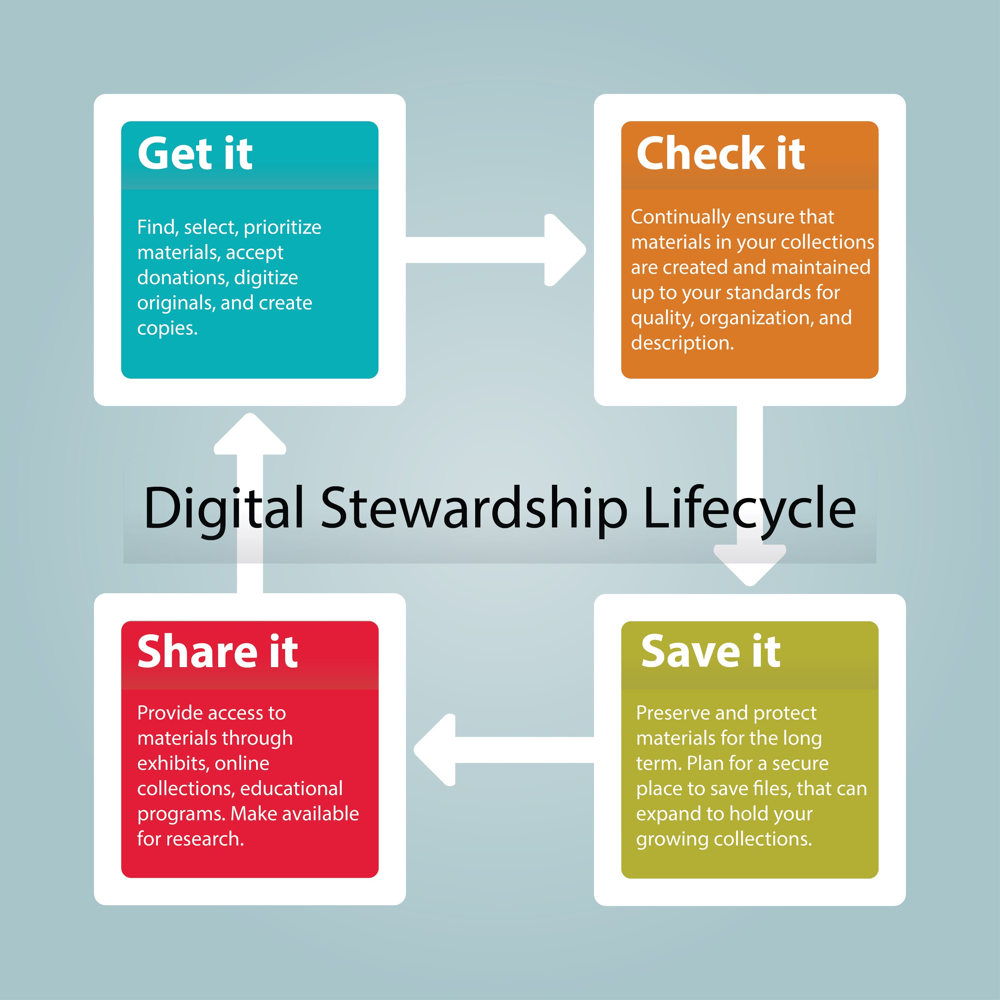 Get it
Find, select, prioritize
materials, accept
donations, digitize
originals, and create
copies.
Check it
Continually ensure that
materials in your collections
are created and maintained
up to your standards for
quality, organization, and
description.
Digital Stewardship Lifecycle
Share it
Provide access to
materials through
exhibits, online
collections, educational
programs. Make available
for research.
Save it
Preserve and protect
materials for the long
term. Plan for a secure
place to save files, that can
expand to hold your
growing collections.